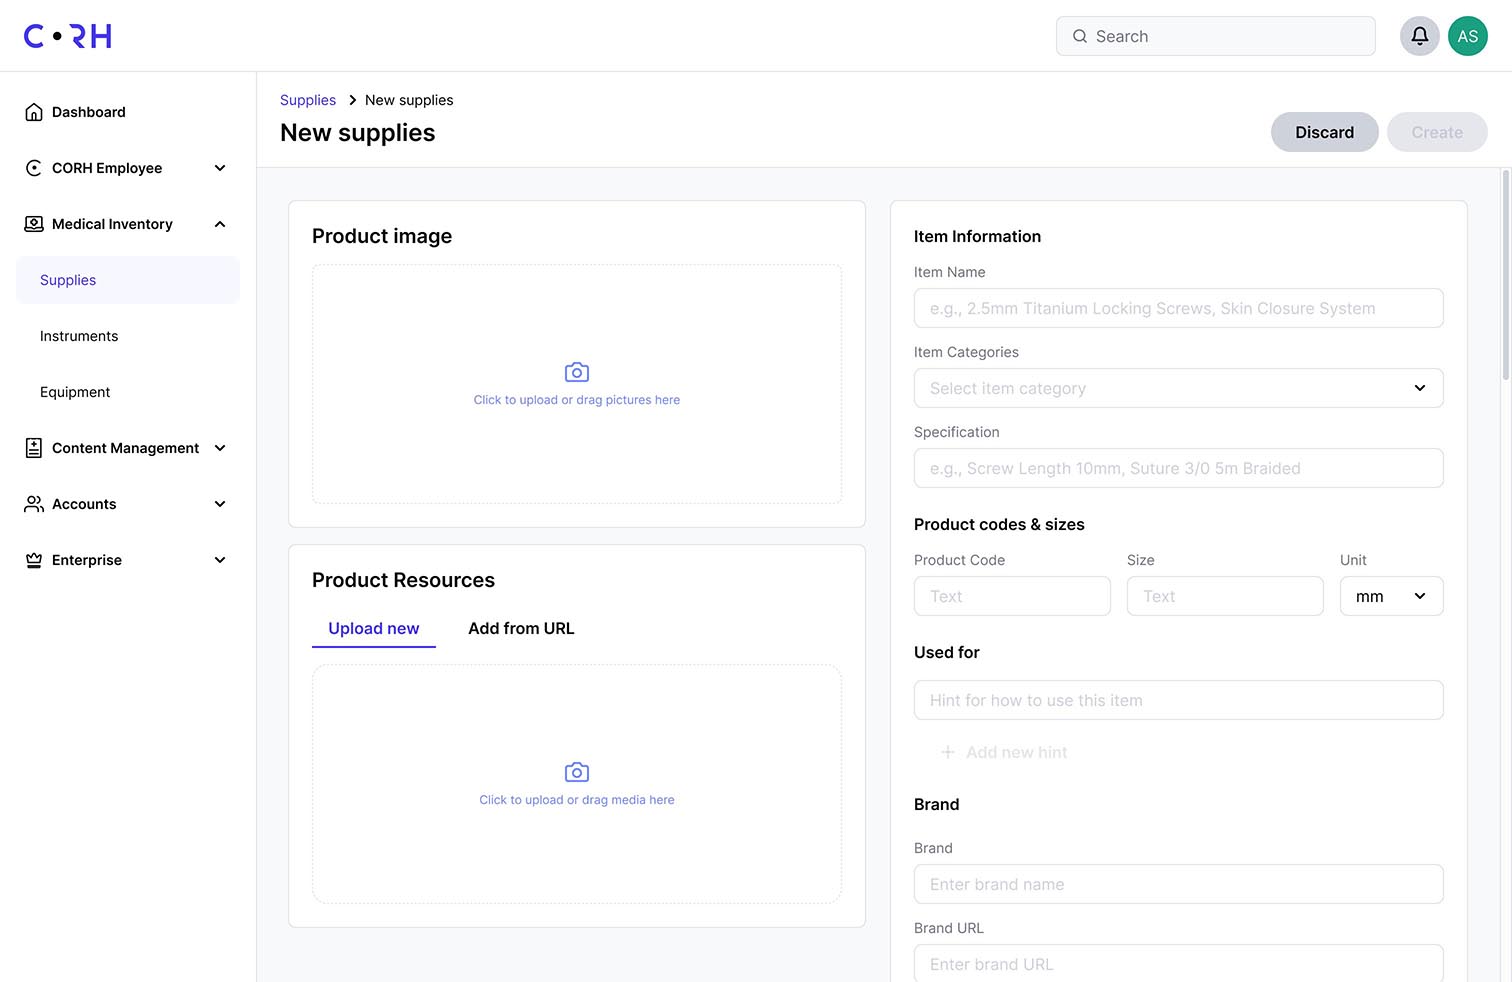 C•RH
Search
AS
Dashboard
CORH Employee
Medical Inventory
Supplies
Instruments
Equipment
Content Management
Accounts
Enterprise
Supplies > New supplies
New supplies
Discard
Create
Product image
Click to upload or drag pictures here
Product Resources
Upload new
Add from URL
Click to upload or drag media here
Item Information
Item Name
e.g., 2.5mm Titanium Locking Screws, Skin Closure System
Item Categories
Select item category
Specification
e.g., Screw Length 10mm, Suture 3/0 5m Braided
Product codes & sizes
Product Code
Size
Unit
Text
Text
mm
Used for
Hint for how to use this item
+ Add new hint
Brand
Brand
Enter brand name
Brand URL
Enter brand URL